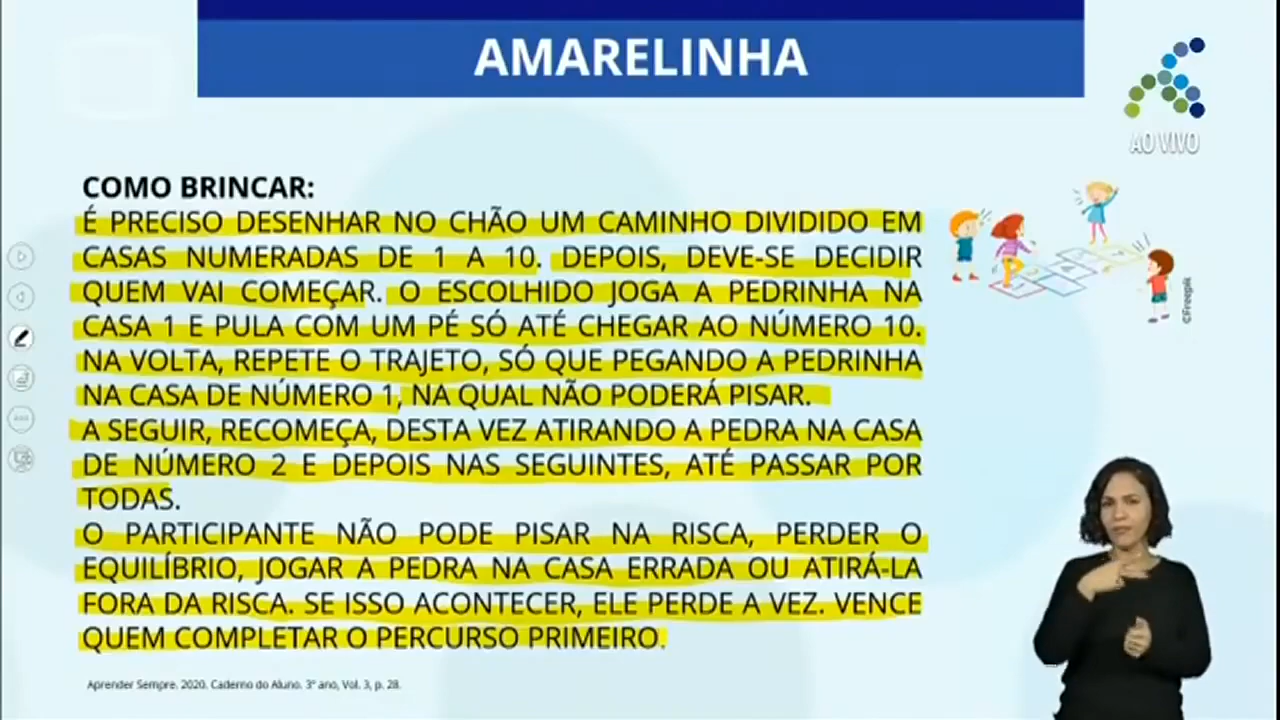 AMARELINHA
AO VIVO
COMO BRINCAR:
É PRECISO DESENHAR NO CHÃO UM CAMINHO DIVIDIDO EM
CASAS NUMERADAS DE 1 A 10. DEPOIS, DEVE-SE DECIDIR
QUEM VAI COMEÇAR. O ESCOLHIDO JOGA A PEDRINHA NA
CASA 1 E PULA COM UM PÉ SÓ ATÉ CHEGAR AO NÚMERO 10.
NA VOLTA, REPETE O TRAJETO, SÓ QUE PEGANDO A PEDRINHA
NA CASA DE NÚMERO 1, NA QUAL NÃO PODERÁ PISAR.
A SEGUIR, RECOMEÇA, DESTA VEZ ATIRANDO A PEDRA NA CASA
DE NÚMERO 2 E DEPOIS NAS SEGUINTES, ATÉ PASSAR POR
TODAS.
O PARTICIPANTE NÃO PODE PISAR NA RISCA, PERDER O
EQUILÍBRIO, JOGAR A PEDRA NA CASA ERRADA OU ATIRÁ-LA
FORA DA RISCA. SE ISSO ACONTECER, ELE PERDE A VEZ. VENCE
QUEM COMPLETAR O PERCURSO PRIMEIRO.
©Freepik
Aprender Sempre. 2020. Caderno do Aluno. 3º ano, Vol. 3, p. 28.